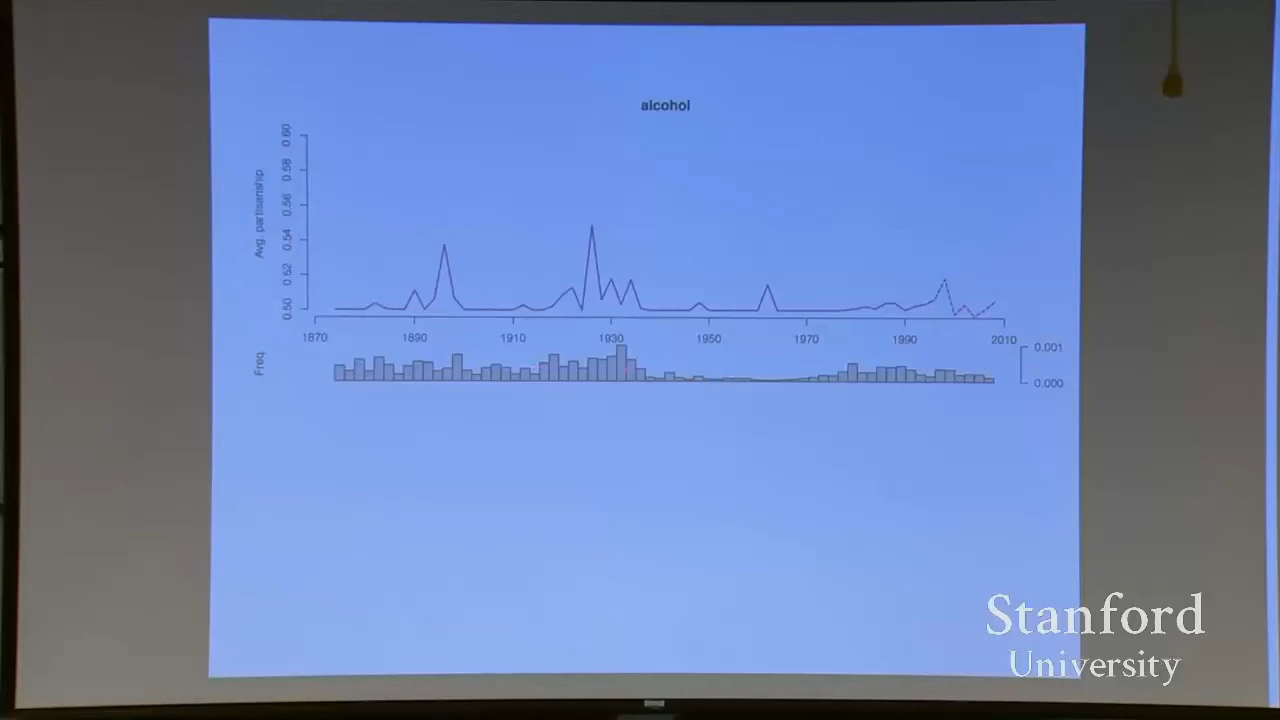 alcohol
Avg. partisanship
0.60
0.58
0.56
0.54
0.52
0.50
1870 1890 1910 1930 1950 1970 1990 2010
Freq.
0.001
0.000
Stanford
University